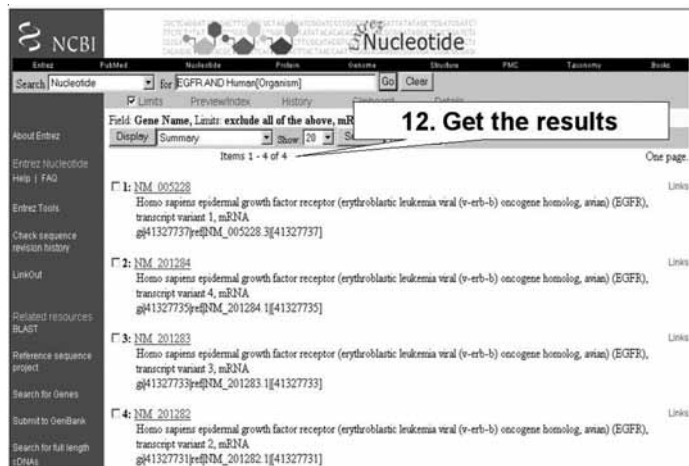 NCBI
Entrez
Nucleotide
Entrez PubMed Nucleotide Protein Genome Structure PMC Taxonomy Books
Search Nucleotide for EGFR AND Human[Organism] Go Clear
Limits Preview/Index History Clipboard Details
Field: Gene Name, Limits: exclude all of the above, mR
12. Get the results
Display Summary Show 20
Items 1 - 4 of 4
One page.
About Entrez
Entrez Nucleotide
Help | FAQ
Entrez Tools
Check sequence
revision history
LinkOut
Related resources
BLAST
Reference sequence
project
Search for Genes
Submit to GenBank
Search for full length
cDNAs
1: NM_005228 Links
Homo sapiens epidermal growth factor receptor (erythroblastic leukemia viral (v-erb-b) oncogene homolog, avian) (EGFR),
transcript variant 1, mRNA
gi|41327737|ref|NM_005228.3|[41327737]
2: NM_201284 Links
Homo sapiens epidermal growth factor receptor (erythroblastic leukemia viral (v-erb-b) oncogene homolog, avian) (EGFR),
transcript variant 4, mRNA
gi|41327735|ref|NM_201284.1|[41327735]
3: NM_201283 Links
Homo sapiens epidermal growth factor receptor (erythroblastic leukemia viral (v-erb-b) oncogene homolog, avian) (EGFR),
transcript variant 3, mRNA
gi|41327733|ref|NM_201283.1|[41327733]
4: NM_201282 Links
Homo sapiens epidermal growth factor receptor (erythroblastic leukemia viral (v-erb-b) oncogene homolog, avian) (EGFR),
transcript variant 2, mRNA
gi|41327731|ref|NM_201282.1|[41327731]